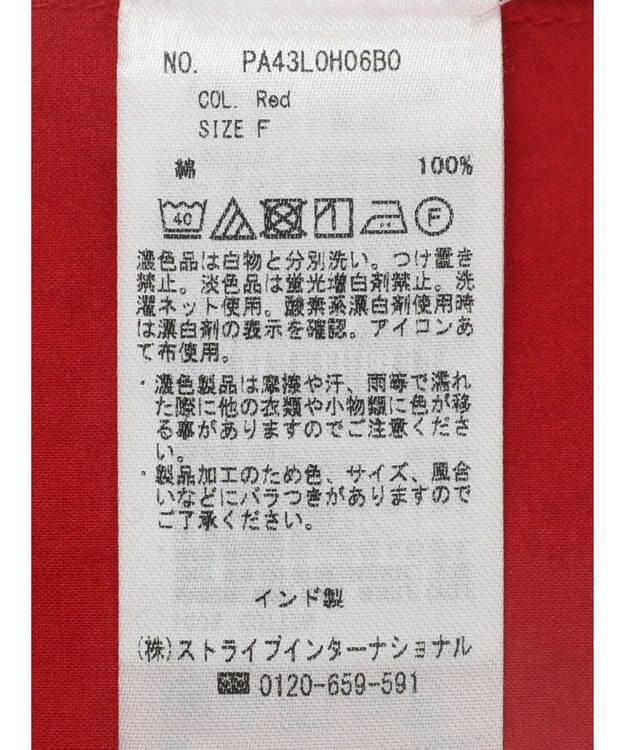 NO. PA43L0H06B0
COL. Red
SIZE F
綿 100%
40 F
濃色品は白物と分別洗い。つけ置き
禁止。淡色品は蛍光増白剤禁止。洗
濯ネット使用。酸素系漂白剤使用時
は漂白剤の表示を確認。アイロンあ
て布使用。
・濃色製品は摩擦や汗、雨等で濡れ
た際に他の衣類や小物類に色が移
る事がありますのでご注意くださ
い。
・製品加工のため色、サイズ、風合
いなどにバラつきがありますので
ご了承ください。
インド製
(株)ストライプインターナショナル
0120-659-591